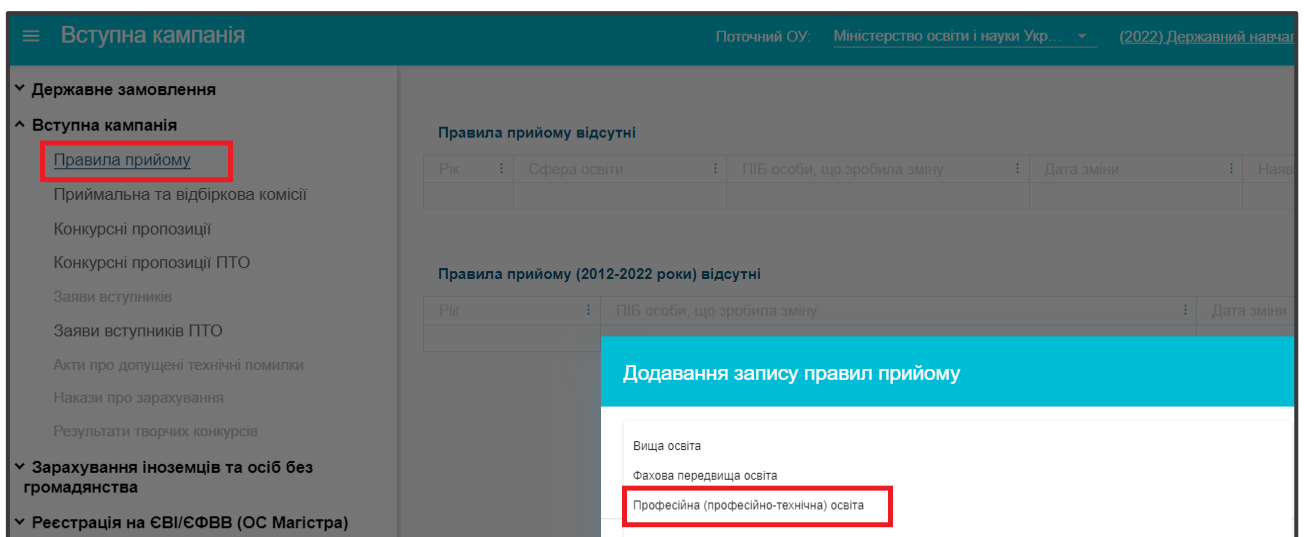 Вступна кампанія
Поточний ОУ: Міністерство освіти і науки Укр... (2022) Державний навчал
Державне замовлення
Вступна кампанія
Правила прийому
Приймальна та відбіркова комісії
Конкурсні пропозиції
Конкурсні пропозиції ПТО
Заяви вступників
Заяви вступників ПТО
Акти про допущені технічні помилки
Накази про зарахування
Результати творчих конкурсів
Зарахування іноземців та осіб без
громадянства
Реєстрація на ЄВІ/ЄФВВ (ОС Магістра)
Правила прийому відсутні
Рік Сфера освіти ПІБ особи, що зробила зміну Дата зміни Наяв
Правила прийому (2012-2022 роки) відсутні
Рік ПІБ особи, що зробила зміну Дата зміни
Додавання запису правил прийому
Вища освіта
Фахова передвища освіта
Професійна (професійно-технічна) освіта